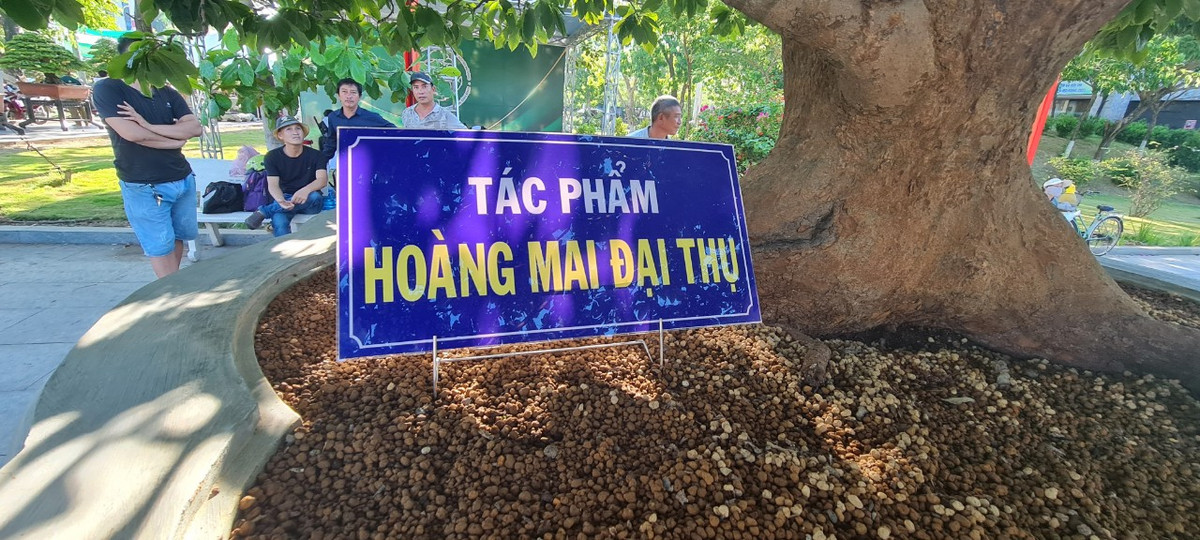 TÁC PHẨM
HOÀNG MAI ĐẠI THỤ